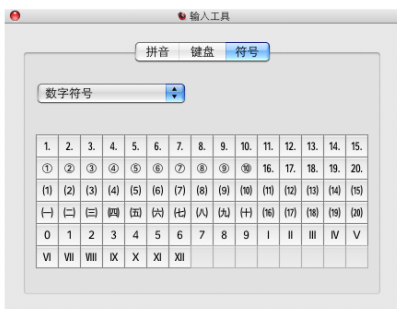 输入工具
拼音 键盘 符号
数字符号
1. 2. 3. 4. 5. 6. 7. 8. 9. 10. 11. 12. 13. 14. 15.
① ② ③ ④ ⑤ ⑥ ⑦ ⑧ ⑨ ⑩ 16. 17. 18. 19. 20.
(1) (2) (3) (4) (5) (6) (7) (8) (9) (10) (11) (12) (13) (14) (15)
(一) (二) (三) (四) (五) (六) (七) (八) (九) (十) (16) (17) (18) (19) (20)
0 1 2 3 4 5 6 7 8 9 I II III IV V
VI VII VIII IX X XI XII